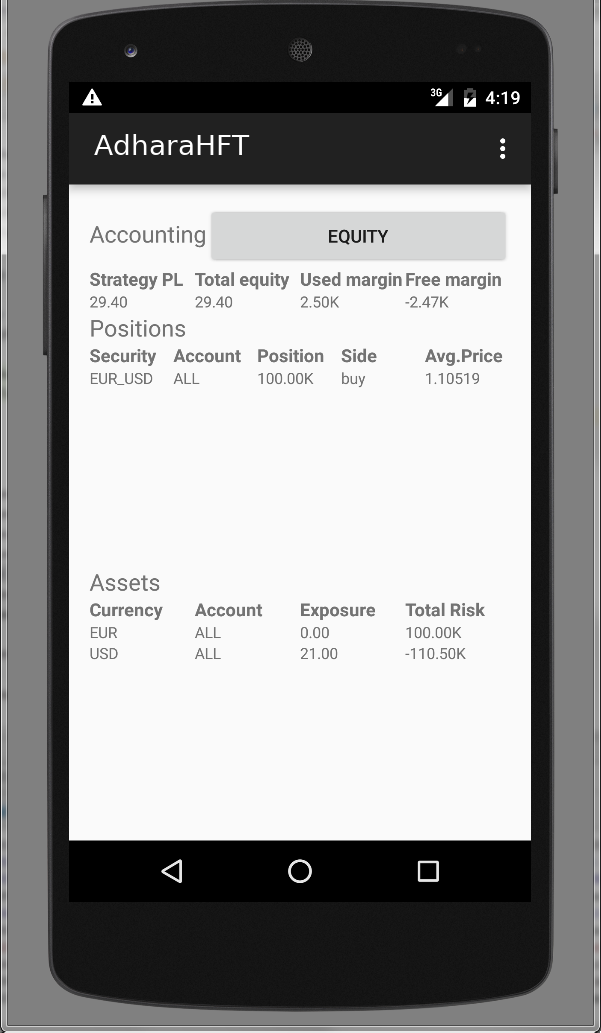 3G 4:19
AdharaHFT
Accounting EQUITY
Strategy PL Total equity Used margin Free margin
29.40 29.40 2.50K -2.47K
Positions
Security Account Position Side Avg.Price
EUR_USD ALL 100.00K buy 1.10519
Assets
Currency Account Exposure Total Risk
EUR ALL 0.00 100.00K
USD ALL 21.00 -110.50K